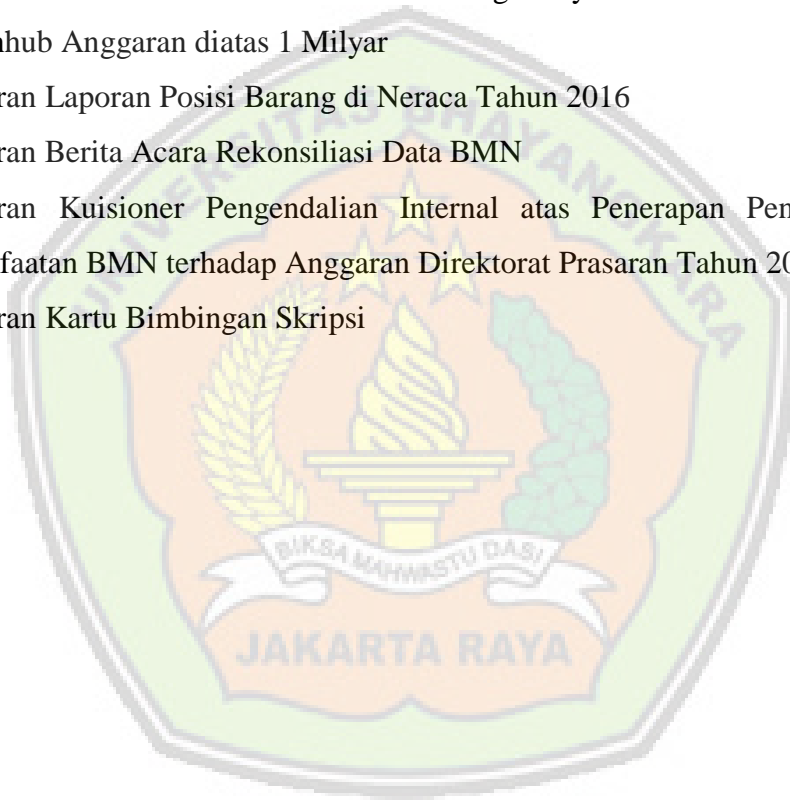 nhub Anggaran diatas 1 Milyar
ran Laporan Posisi Barang di Neraca Tahun 2016
ran Berita Acara Rekonsiliasi Data BMN
ran Kuisioner Pengendalian Internal atas Penerapan Pen
faatan BMN terhadap Anggaran Direktorat Prasaran Tahun 20
ran Kartu Bimbingan Skripsi
UNIVERSITAS BHAYANGKARA
BIKSA MAHWASTU DASI
JAKARTA RAYA